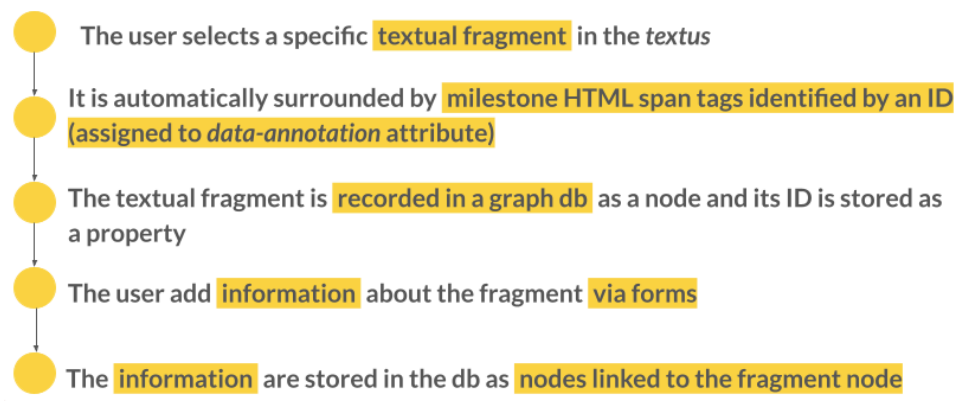 The user selects a specific textual fragment in the textus
It is automatically surrounded by milestone HTML span tags identified by an ID
(assigned to data-annotation attribute)
The textual fragment is recorded in a graph db as a node and its ID is stored as
a property
The user add information about the fragment via forms
The information are stored in the db as nodes linked to the fragment node